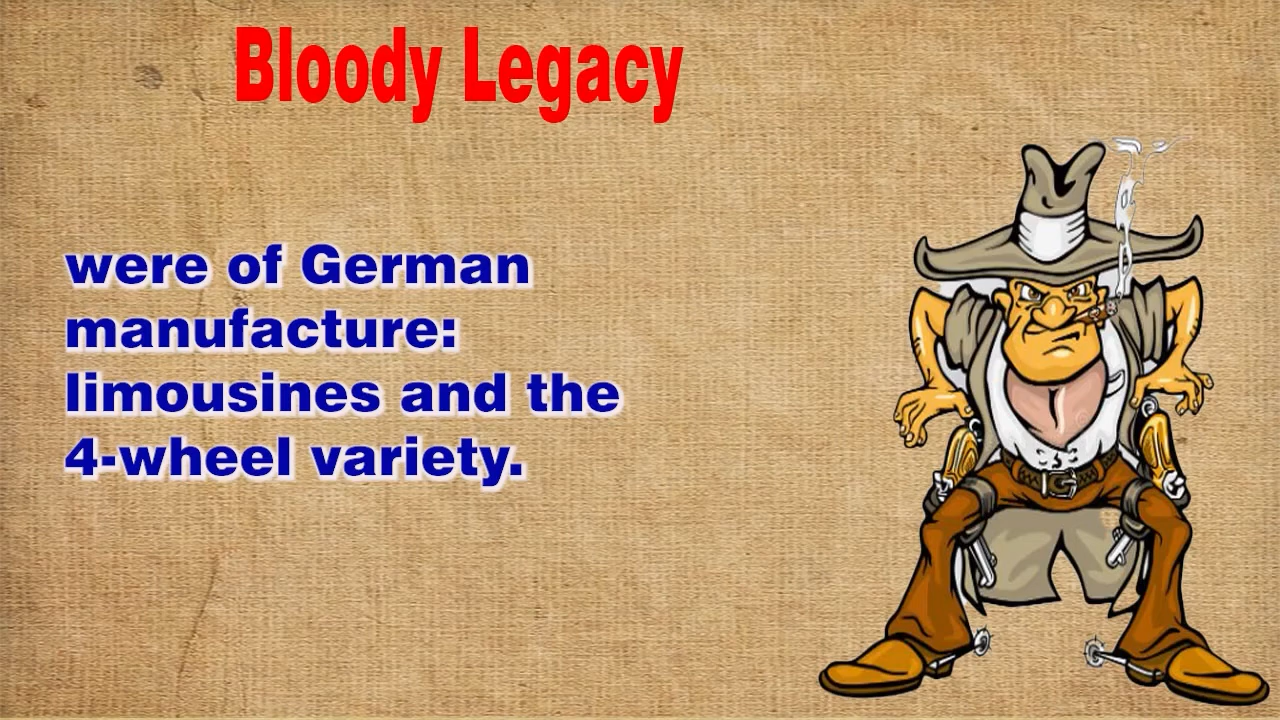 Bloody Legacy
were of German
manufacture:
limousines and the
4-wheel variety.